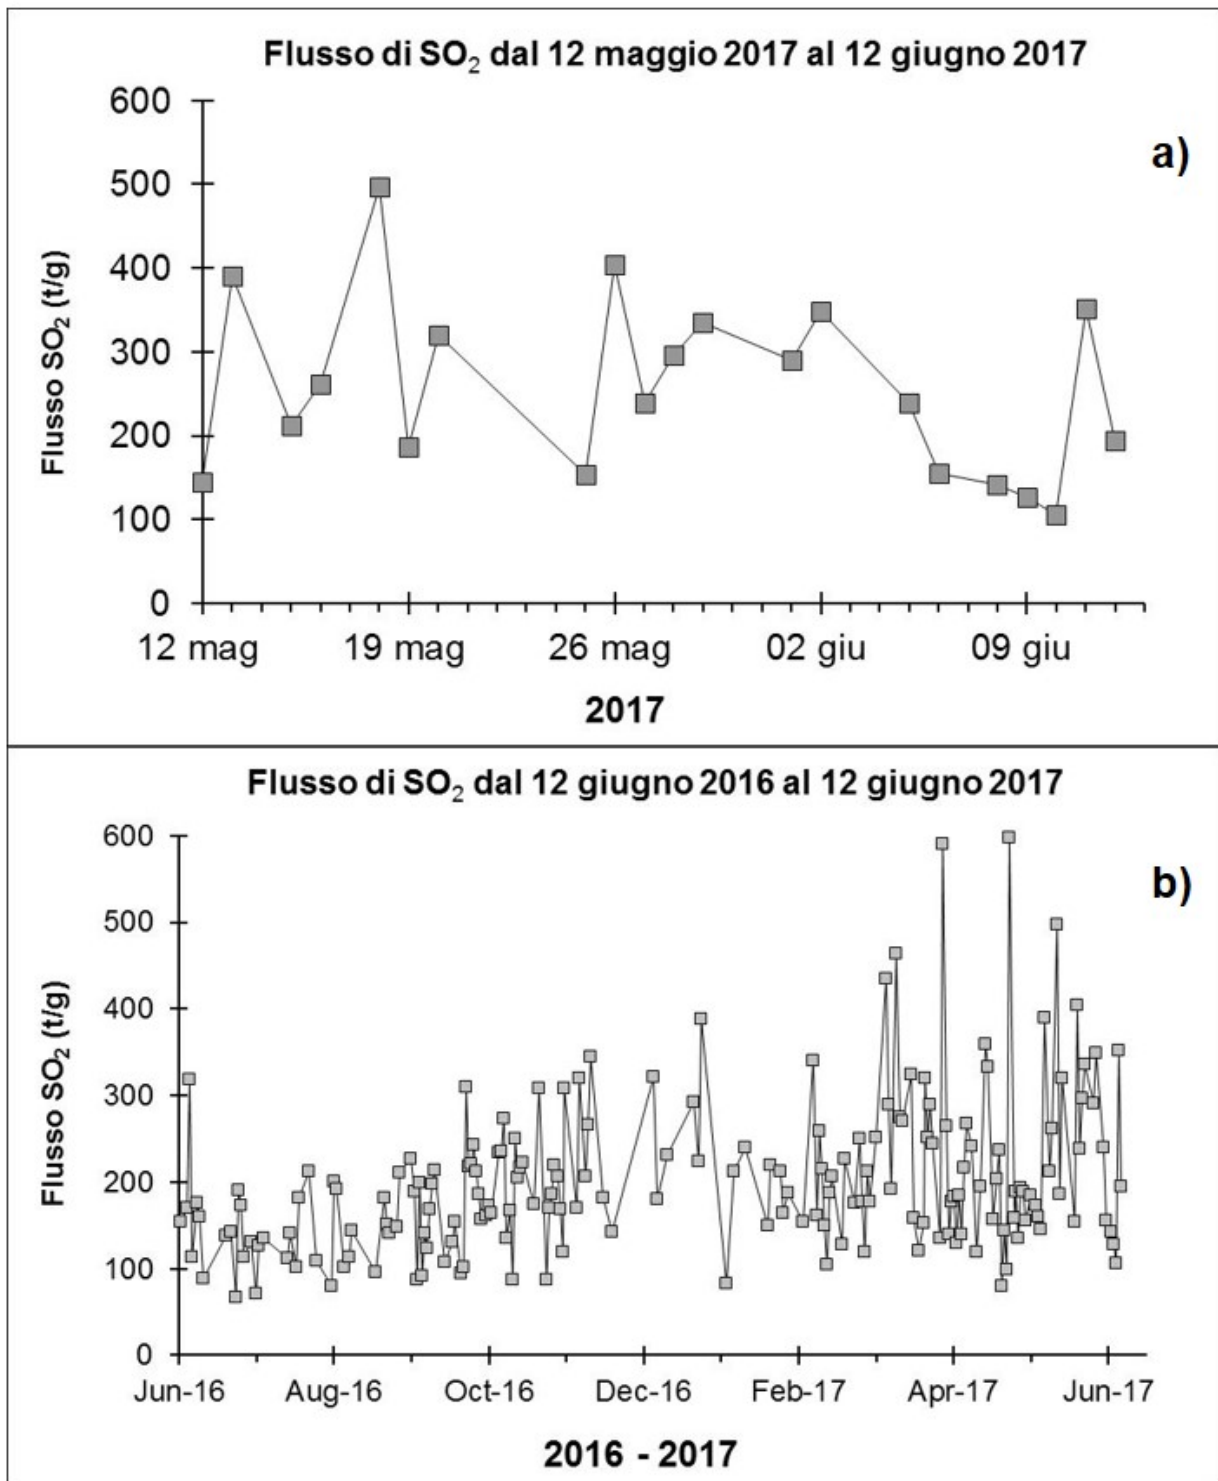 Flusso di SO2 dal 12 maggio 2017 al 12 giugno 2017
a)
600
500
400
300
200
100
0
Flusso SO2 (t/g)
12 mag 19 mag 26 mag 02 giu 09 giu
2017
Flusso di SO2 dal 12 giugno 2016 al 12 giugno 2017
b)
600
500
400
300
200
100
0
Flusso SO2 (t/g)
Jun-16 Aug-16 Oct-16 Dec-16 Feb-17 Apr-17 Jun-17
2016 - 2017